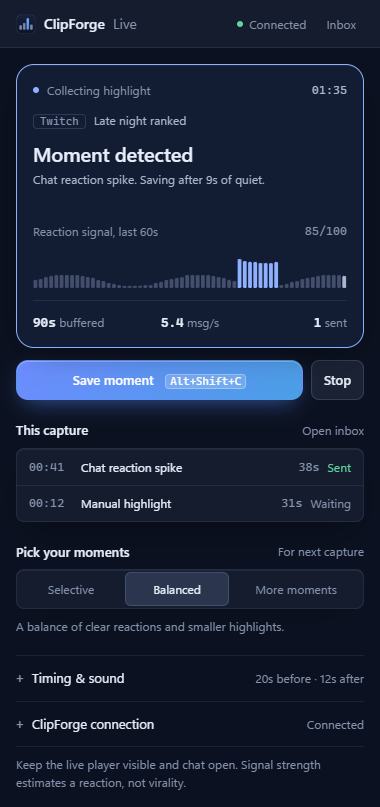 ClipForge Live
Connected
Inbox
Collecting highlight
01:35
Twitch
Late night ranked
Moment detected
Chat reaction spike. Saving after 9s of quiet.
Reaction signal, last 60s
85/100
90s buffered
5.4 msg/s
1 sent
Save moment
Alt+Shift+C
Stop
This capture
Open inbox
00:41
Chat reaction spike
38s
Sent
00:12
Manual highlight
31s
Waiting
Pick your moments
For next capture
Selective
Balanced
More moments
A balance of clear reactions and smaller highlights.
+ Timing & sound
20s before · 12s after
+ ClipForge connection
Connected
Keep the live player visible and chat open. Signal strength
estimates a reaction, not virality.